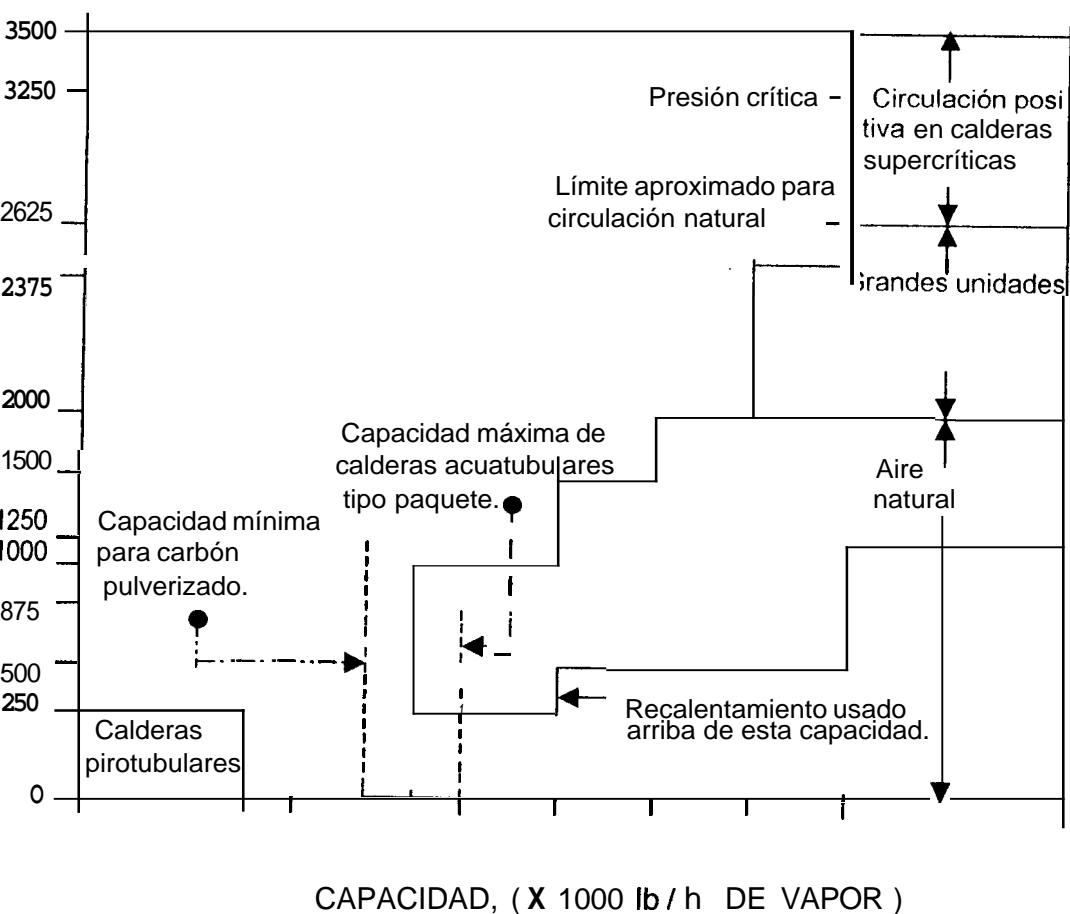 3500
3250
Presión crítica
Circulación posi
tiva en calderas
supercríticas
Límite aproximado para
circulación natural
2625
2375
Grandes unidades
2000
Capacidad máxima de
calderas acuatubulares
tipo paquete.
1500
Aire
natural
1250
Capacidad mínima
para carbón
pulverizado.
1000
875
500
250
Recalentamiento usado
arriba de esta capacidad.
Calderas
pirotubulares
0
CAPACIDAD, ( X 1000 lb / h DE VAPOR )